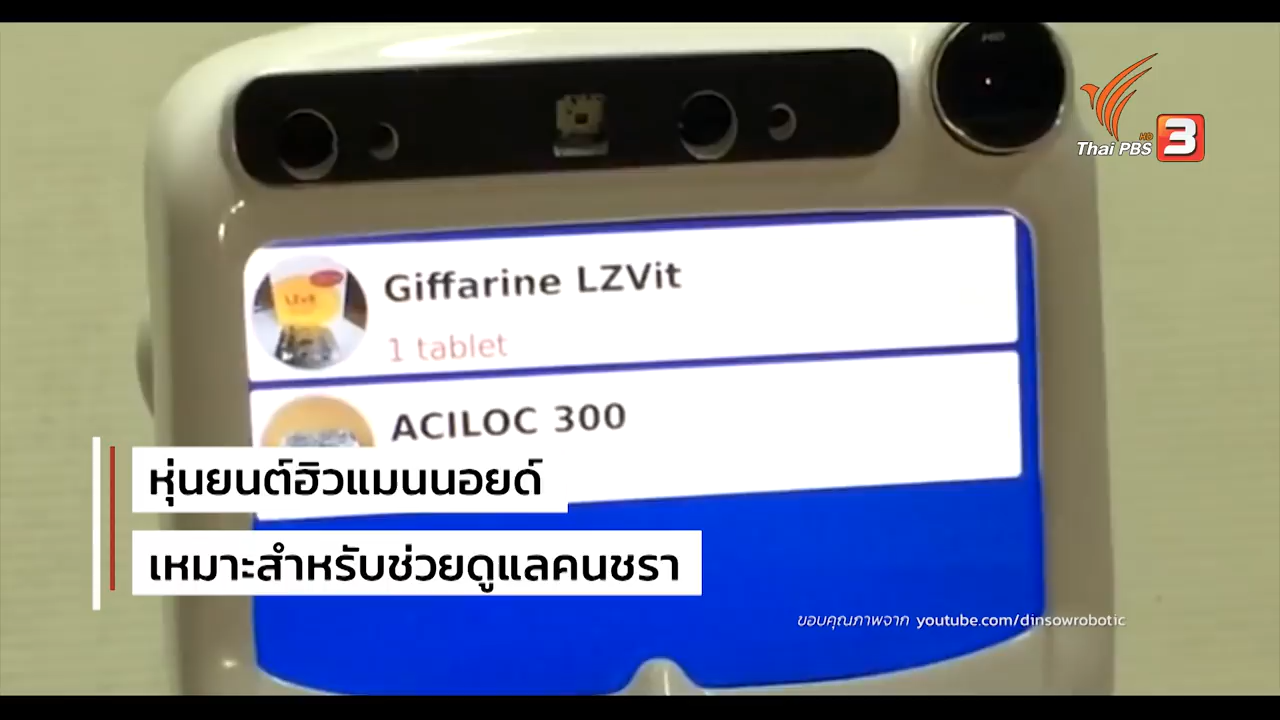 HD
Thai PBS HD 3
Giffarine LZVit
1 tablet
ACILOC 300
หุ่นยนต์ฮิวแมนนอยด์
เหมาะสำหรับช่วยดูแลคนชรา
ขอบคุณภาพจาก youtube.com/dinsowrobotic